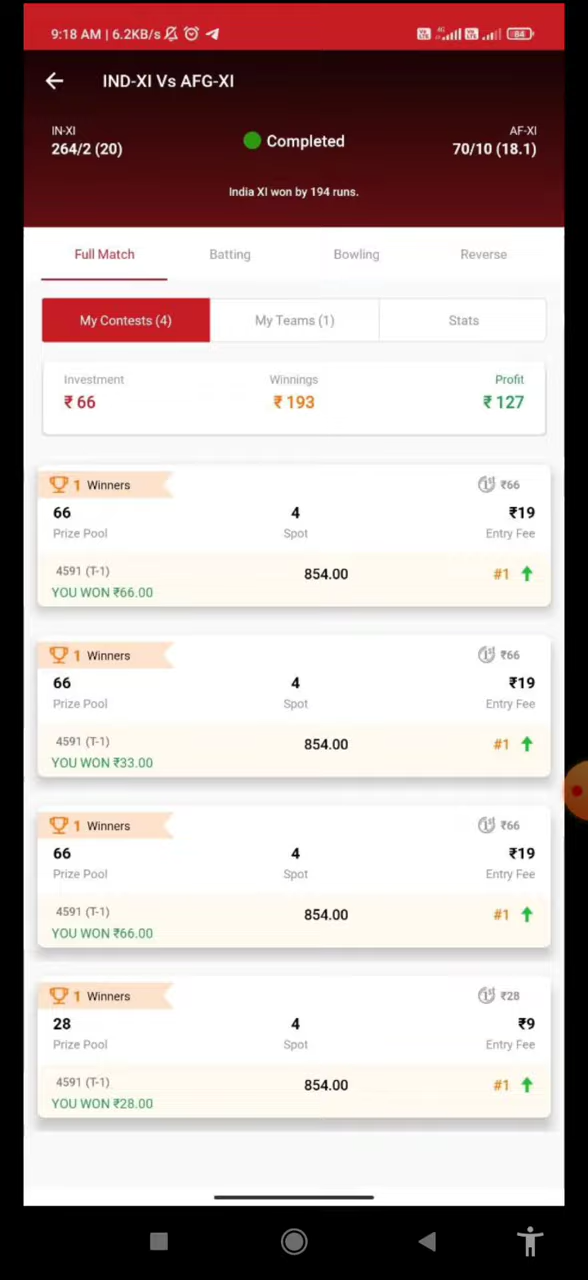 9:18 AM | 6.2KB/s 4G 84
IND-XI Vs AFG-XI
IN-XI AF-XI
264/2 (20) Completed 70/10 (18.1)
India XI won by 194 runs.
Full Match Batting Bowling Reverse
My Contests (4) My Teams (1) Stats
Investment Winnings Profit
₹ 66 ₹ 193 ₹ 127
1 Winners 1st ₹66
66 4 ₹19
Prize Pool Spot Entry Fee
4591 (T-1) 854.00 #1
YOU WON ₹66.00
1 Winners 1st ₹66
66 4 ₹19
Prize Pool Spot Entry Fee
4591 (T-1) 854.00 #1
YOU WON ₹33.00
1 Winners 1st ₹66
66 4 ₹19
Prize Pool Spot Entry Fee
4591 (T-1) 854.00 #1
YOU WON ₹66.00
1 Winners 1st ₹28
28 4 ₹9
Prize Pool Spot Entry Fee
4591 (T-1) 854.00 #1
YOU WON ₹28.00